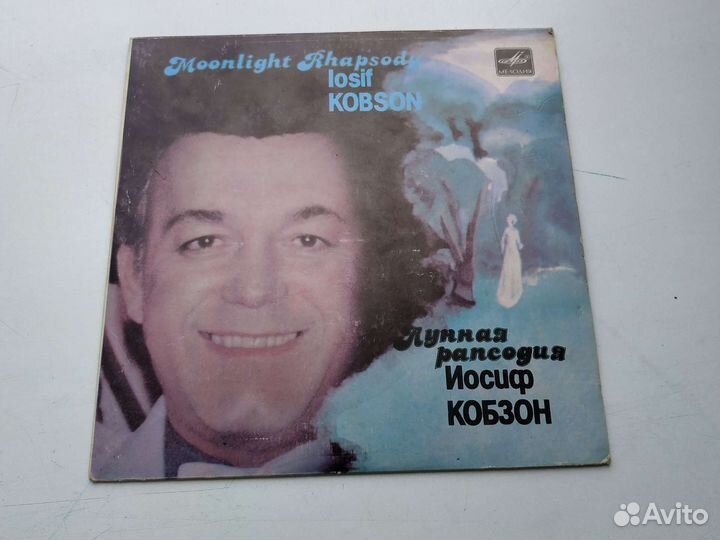 Moonlight Rhapsody
Iosif
KOBSON
МЕЛОДИЯ
Лунная
рапсодия
Иосиф
КОБЗОН
Avito